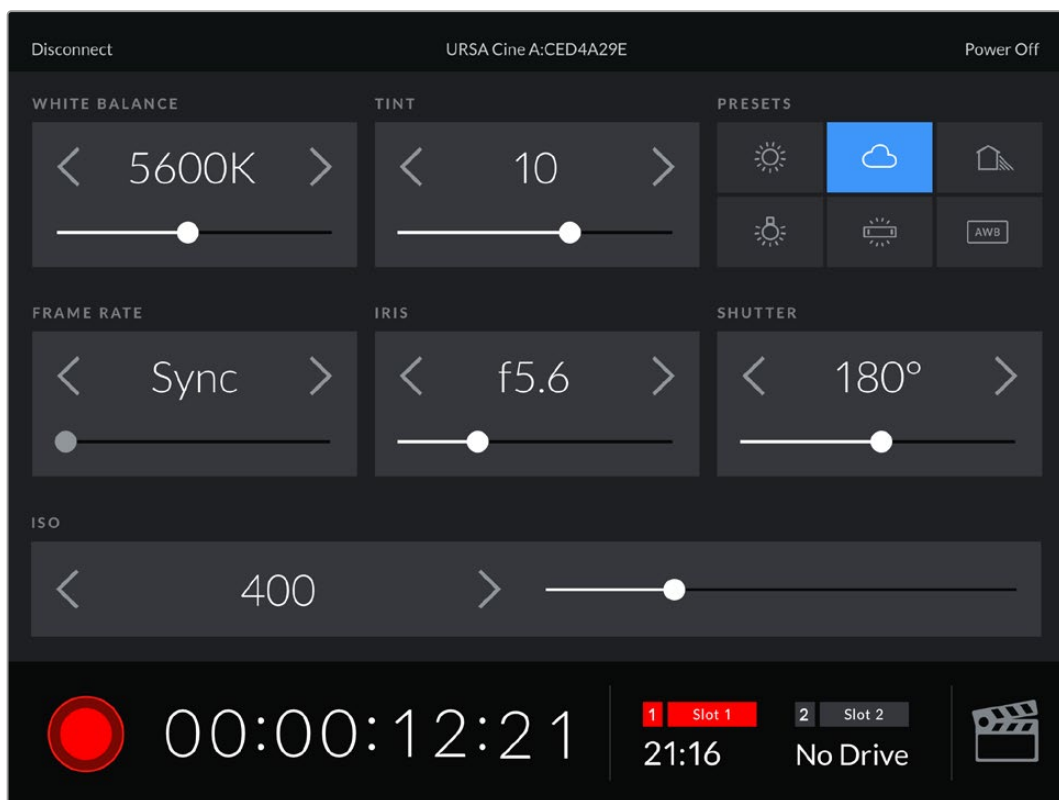 Disconnect URSA Cine A:CED4A29E Power Off
WHITE BALANCE TINT PRESETS
5600K 10
AWB
FRAME RATE IRIS SHUTTER
Sync f5.6 180°
ISO
400
00:00:12:21
1 Slot 1 2 Slot 2
21:16 No Drive